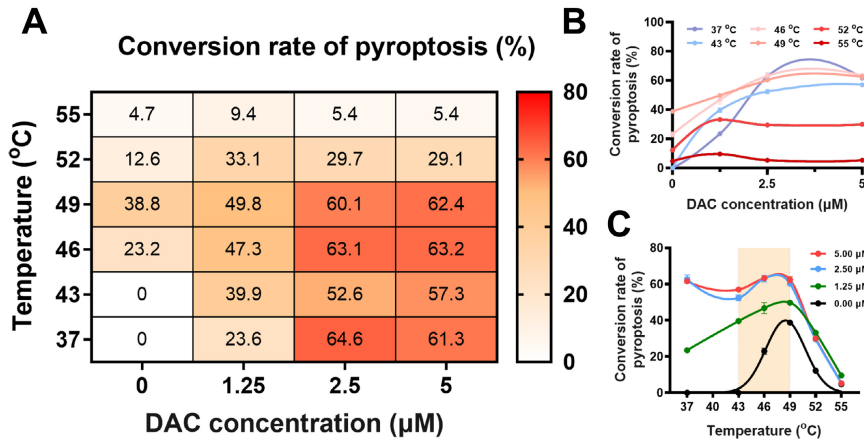 A
Conversion rate of pyroptosis (%)
Temperature (°C)
55
4.7 9.4 5.4 5.4
52
12.6 33.1 29.7 29.1
49
38.8 49.8 60.1 62.4
46
23.2 47.3 63.1 63.2
43
0 39.9 52.6 57.3
37
0 23.6 64.6 61.3
0 1.25 2.5 5
DAC concentration (μM)
80
60
40
20
0
B
Conversion rate of
pyroptosis (%)
100
80
60
40
20
0
37 °C 46 °C 52 °C
43 °C 49 °C 55 °C
0 2.5 5
DAC concentration (μM)
C
Conversion rate of
pyroptosis (%)
80
60
40
20
0
5.00 μM
2.50 μM
1.25 μM
0.00 μM
37 40 43 46 49 52 55
Temperature (°C)